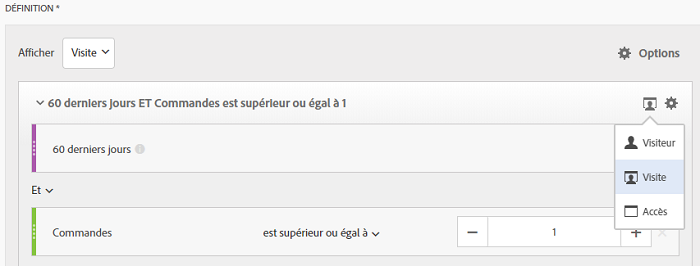 DÉFINITION *
Afficher Visite Options
60 derniers jours ET Commandes est supérieur ou égal à 1
Visiteur
60 derniers jours
Visite
Et
Accès
Commandes est supérieur ou égal à 1